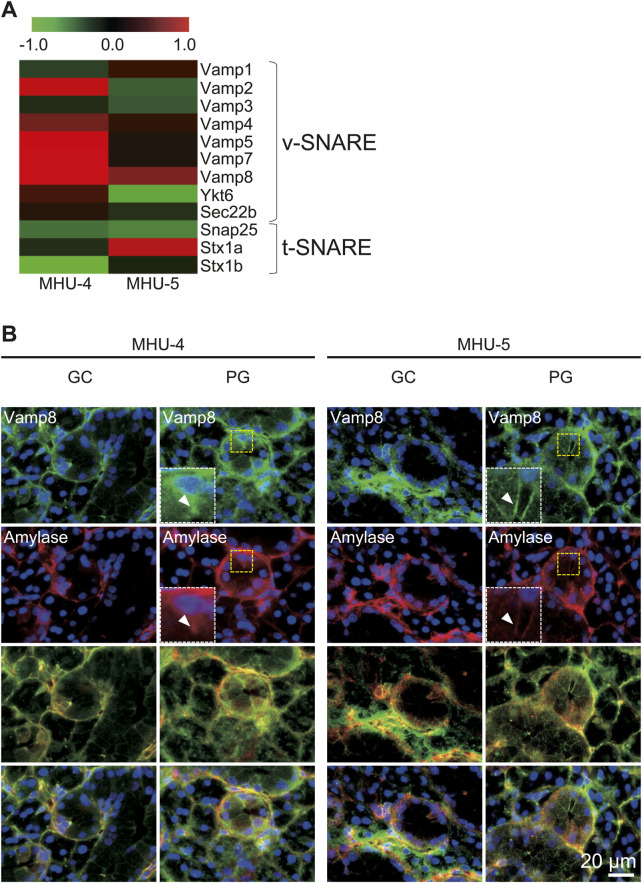 A
-1.0 0.0 1.0
Vamp1
Vamp2
Vamp3
Vamp4
Vamp5
Vamp7
Vamp8
Ykt6
Sec22b
v-SNARE
Snap25
Stx1a
Stx1b
t-SNARE
MHU-4 MHU-5
B
MHU-4 MHU-5
GC PG GC PG
Vamp8 Vamp8 Vamp8 Vamp8
Amylase Amylase Amylase Amylase
20 µm